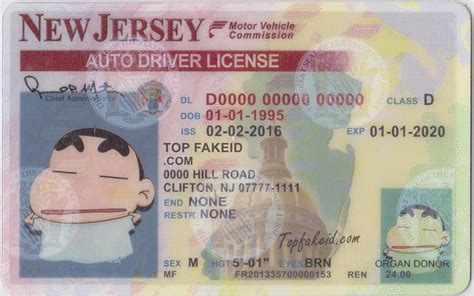 NEW JERSEY Motor Vehicle
Commission
AUTO DRIVER LICENSE
Chief Administrator
DL D0000 00000 00000 CLASS D
DOB 01-01-1995
ISS 02-02-2016 EXP 01-01-2020
TOP FAKEID
.COM
0000 HILL ROAD
CLIFTON, NJ 07777-1111
END NONE
RESTR NONE
Topfakeid.com
SEX M HGT 5'-01" EYES BRN
MF FR201335700000153
ORGAN DONOR
24.00